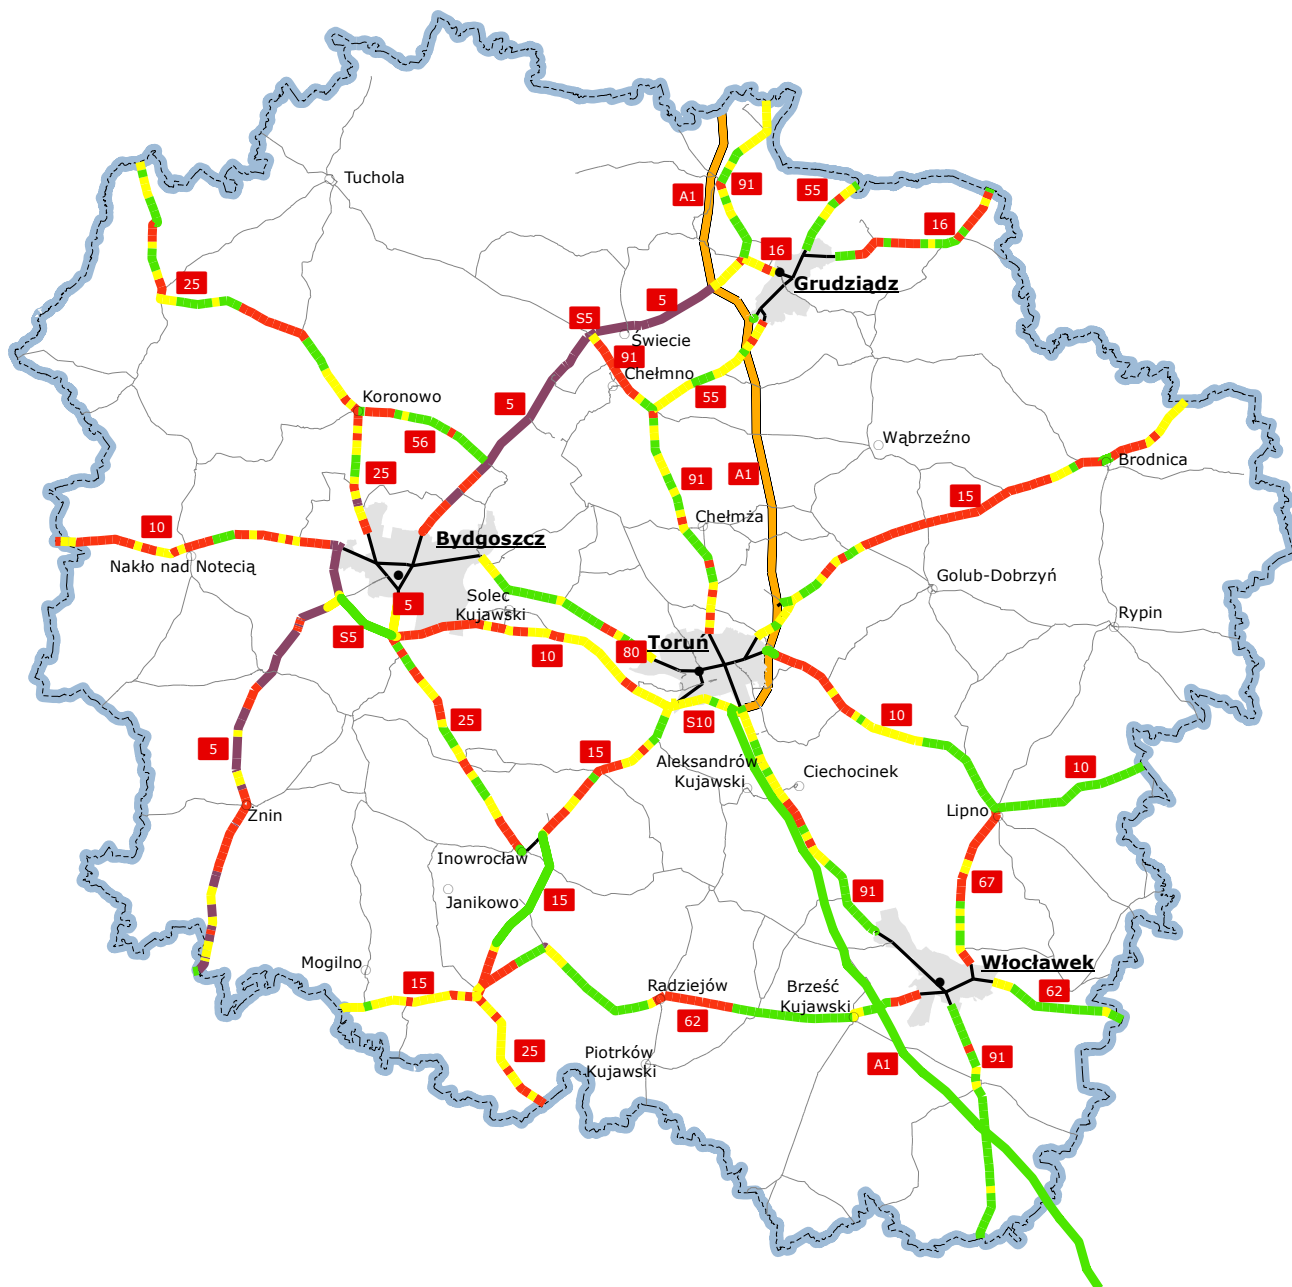 Tuchola
91
55
A1
16
16
25
Grudziądz
5
S5
Świecie
91
Chełmno
Koronowo
55
5
56
Wąbrzeźno
Brodnica
25
91
A1
15
10
Chełmża
Bydgoszcz
Nakło nad Notecią
Golub-Dobrzyń
Solec
Kujawski
5
Rypin
S5
Toruń
80
10
25
S10
10
5
15
Aleksandrów
Kujawski
Ciechocinek
10
Żnin
Lipno
Inowrocław
Janikowo
15
91
67
Mogilno
Włocławek
15
Radziejów
Brześć
Kujawski
62
62
25
Piotrków
Kujawski
A1
91